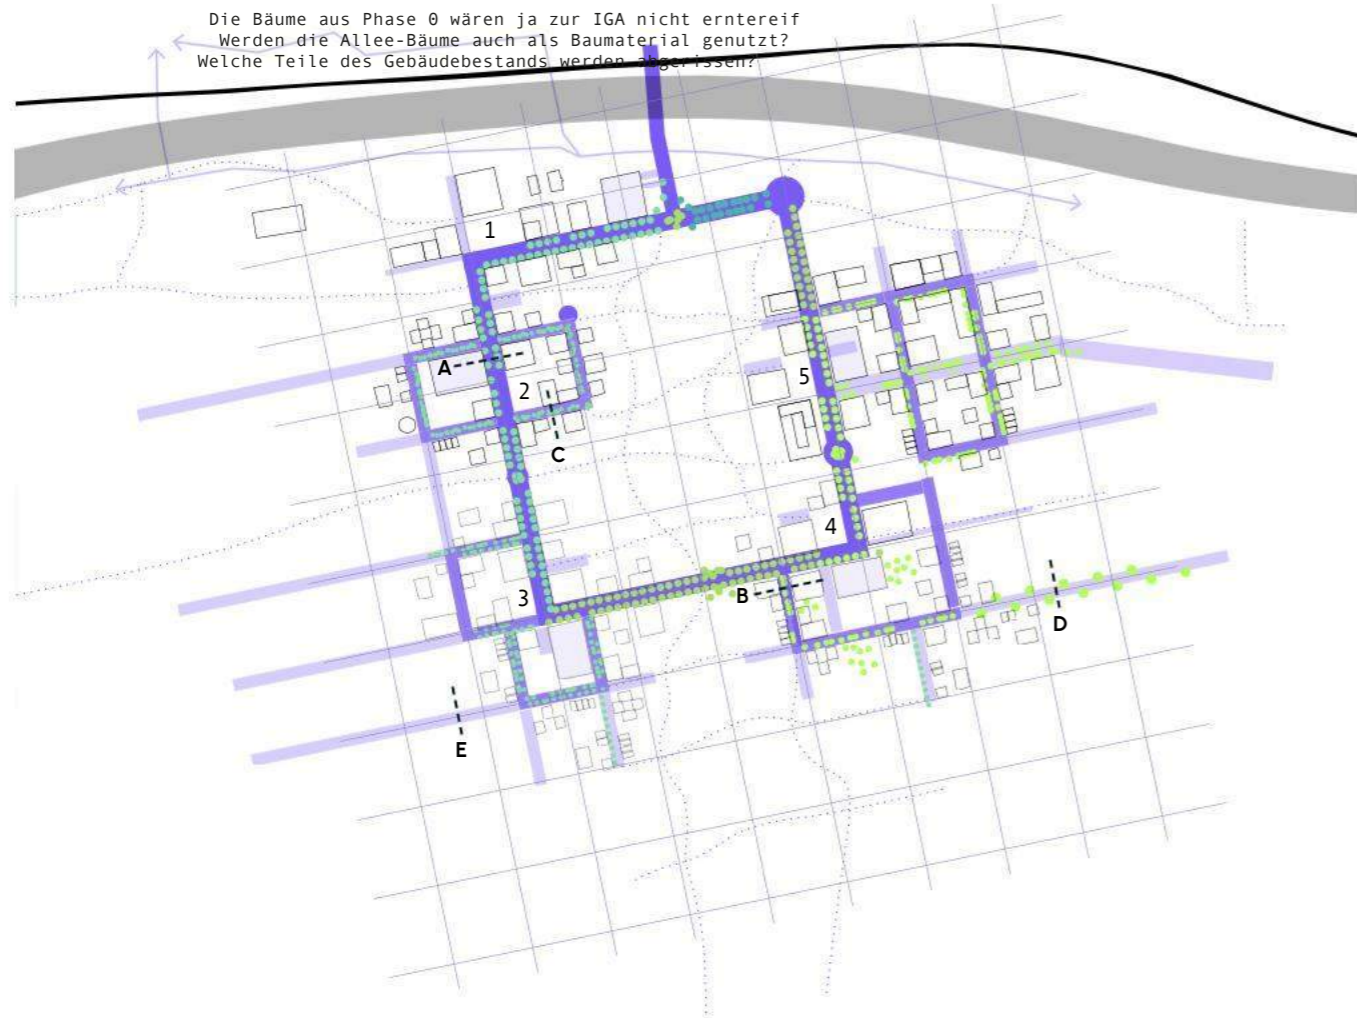 Die Bäume aus Phase 0 wären ja zur IGA nicht erntereif
Werden die Allee-Bäume auch als Baumaterial genutzt?
Welche Teile des Gebäudebestands werden abgerissen?
1
A
2
5
C
4
3
B
D
E